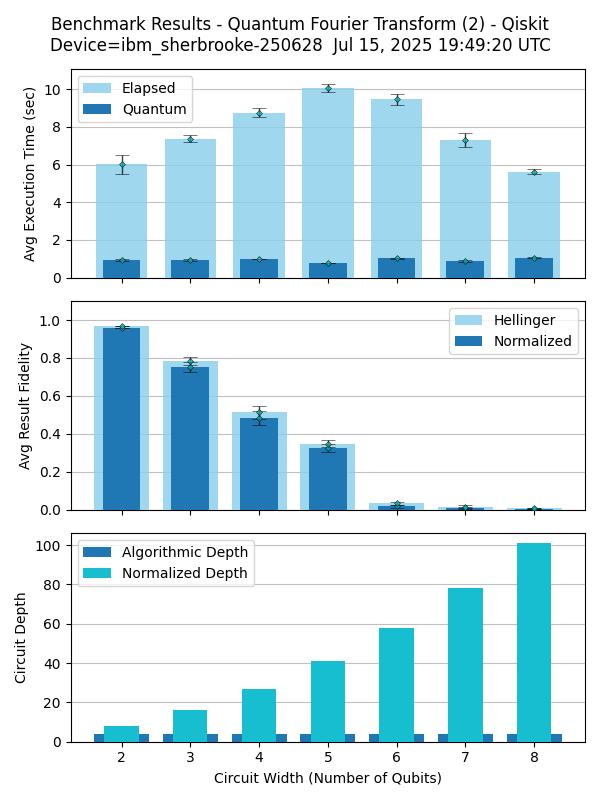 Benchmark Results - Quantum Fourier Transform (2) - Qiskit
Device=ibm_sherbrooke-250628  Jul 15, 2025 19:49:20 UTC
Avg Execution Time (sec)
10
8
6
4
2
0
Elapsed
Quantum
Avg Result Fidelity
1.0
0.8
0.6
0.4
0.2
0.0
Hellinger
Normalized
Circuit Depth
100
80
60
40
20
0
Algorithmic Depth
Normalized Depth
2 3 4 5 6 7 8
Circuit Width (Number of Qubits)